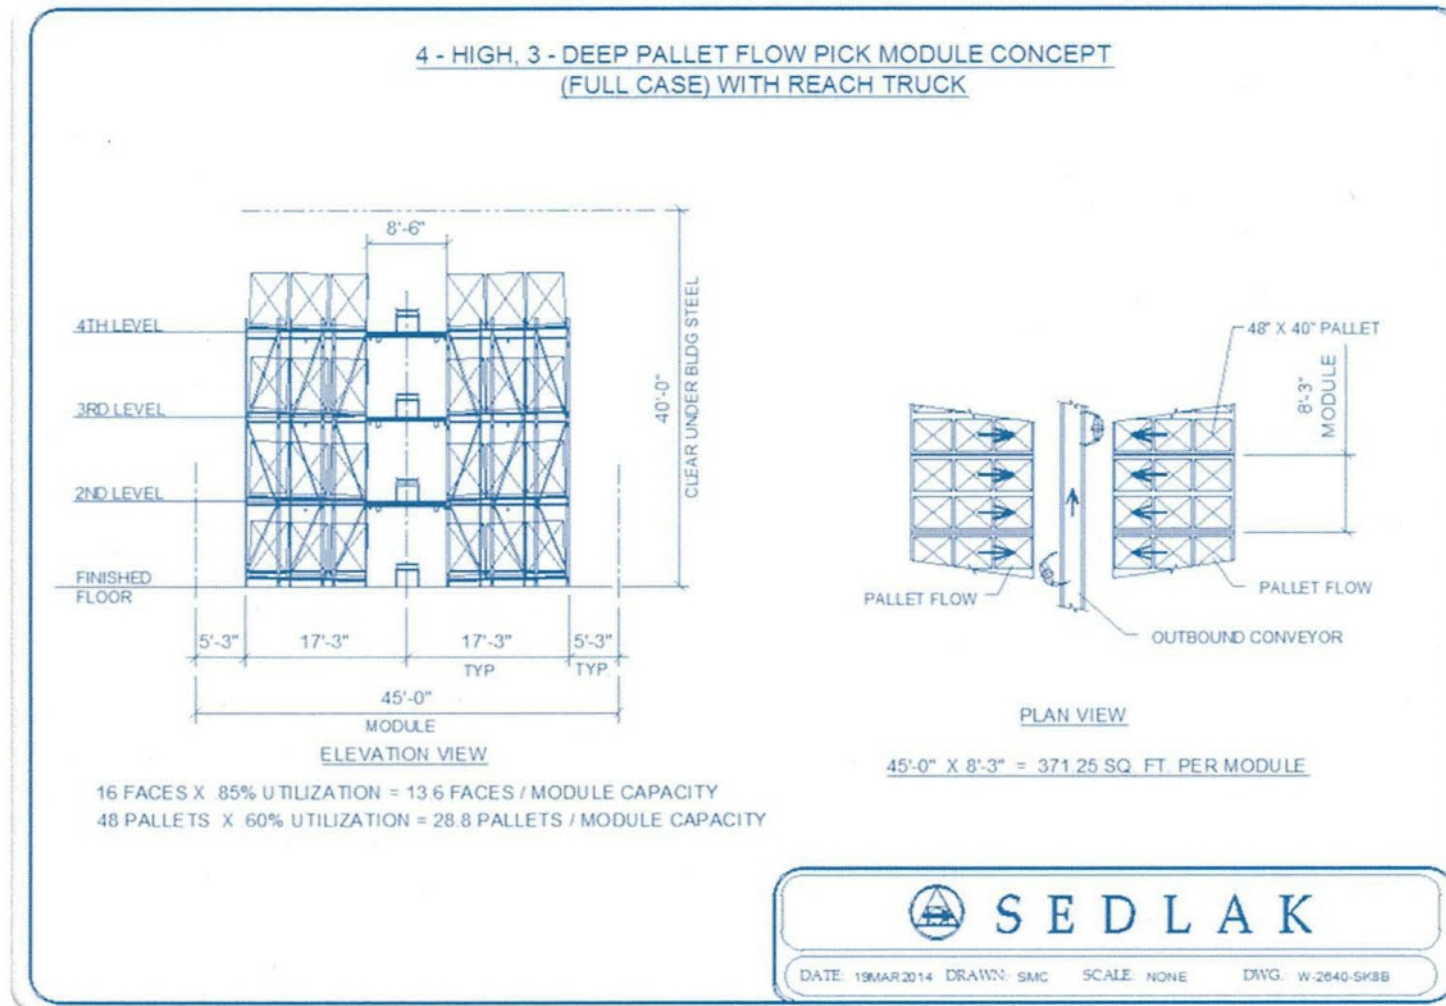 4 - HIGH, 3 - DEEP PALLET FLOW PICK MODULE CONCEPT
(FULL CASE) WITH REACH TRUCK
8'-6"
4TH LEVEL
3RD LEVEL
2ND LEVEL
FINISHED
FLOOR
40'-0"
CLEAR UNDER BLDG STEEL
5'-3"
17'-3"
17'-3"
5'-3"
TYP
TYP.
45'-0"
MODULE
ELEVATION VIEW
16 FACES X .85% UTILIZATION = 13.6 FACES / MODULE CAPACITY
48 PALLETS X .60% UTILIZATION = 28.8 PALLETS / MODULE CAPACITY
48" X 40" PALLET
8'-3"
MODULE
PALLET FLOW
PALLET FLOW
OUTBOUND CONVEYOR
PLAN VIEW
45'-0" X 8'-3" = 371.25 SQ. FT. PER MODULE
SEDLAK
DATE: 19MAR2014 DRAWN: SMC SCALE: NONE DWG. W-2640-SK8B